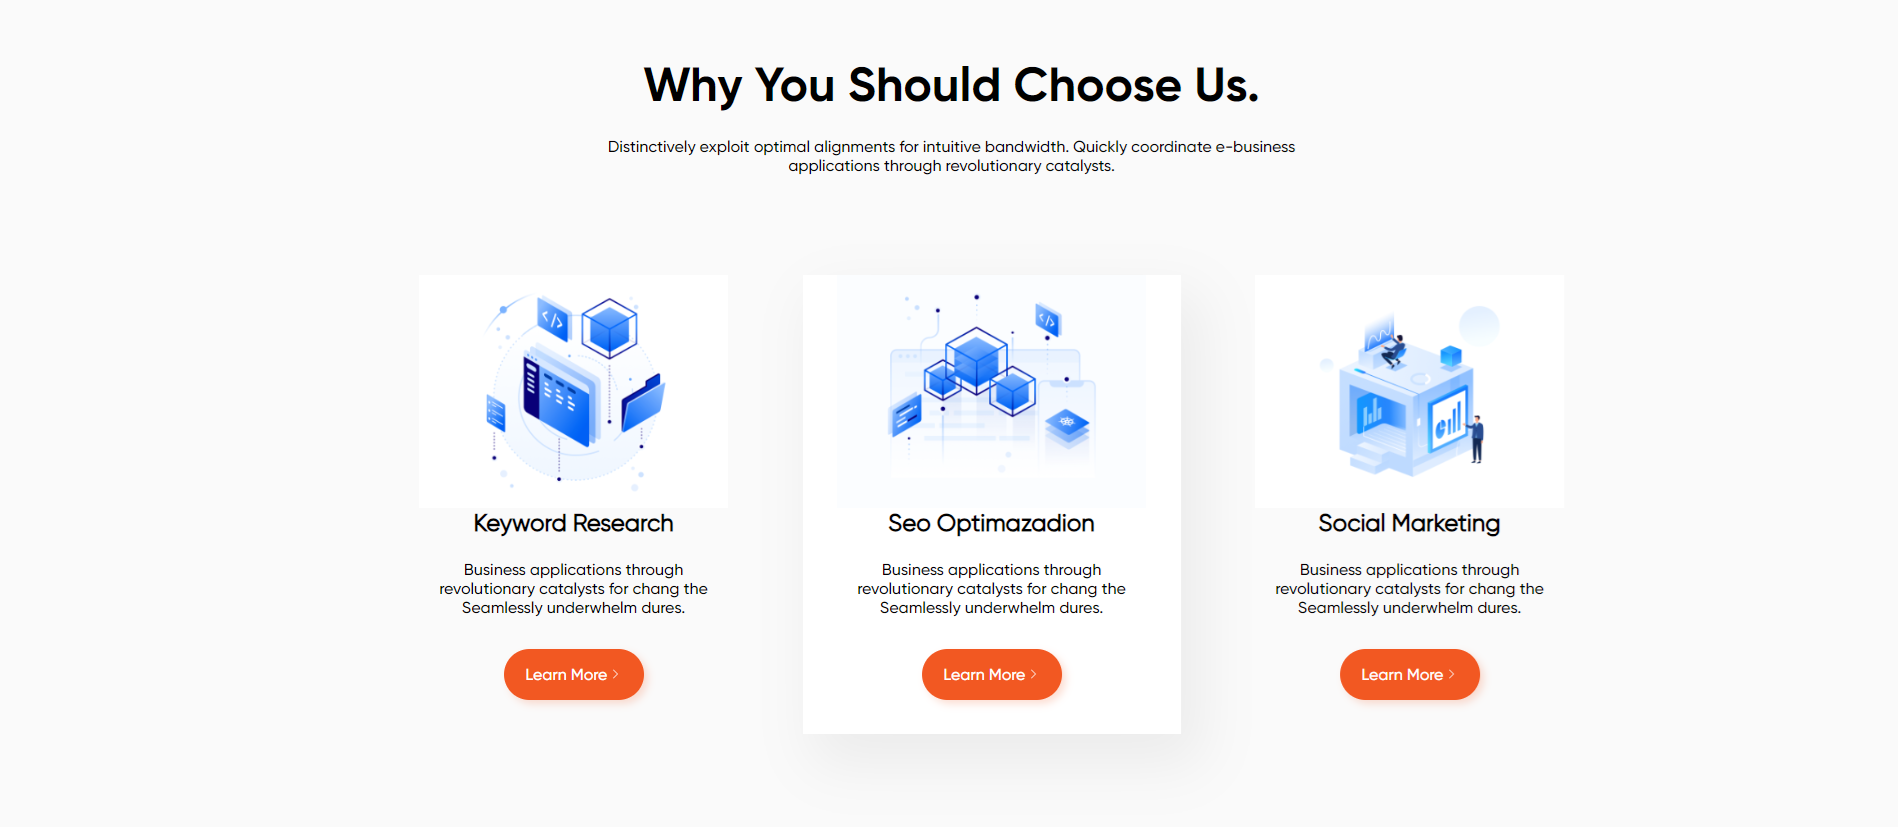 Why You Should Choose Us.
Distinctively exploit optimal alignments for intuitive bandwidth. Quickly coordinate e-business
applications through revolutionary catalysts.
Keyword Research
Business applications through
revolutionary catalysts for chang the
Seamlessly underwhelm dures.
Learn More >
Seo Optimazadion
Business applications through
revolutionary catalysts for chang the
Seamlessly underwhelm dures.
Learn More >
Social Marketing
Business applications through
revolutionary catalysts for chang the
Seamlessly underwhelm dures.
Learn More >